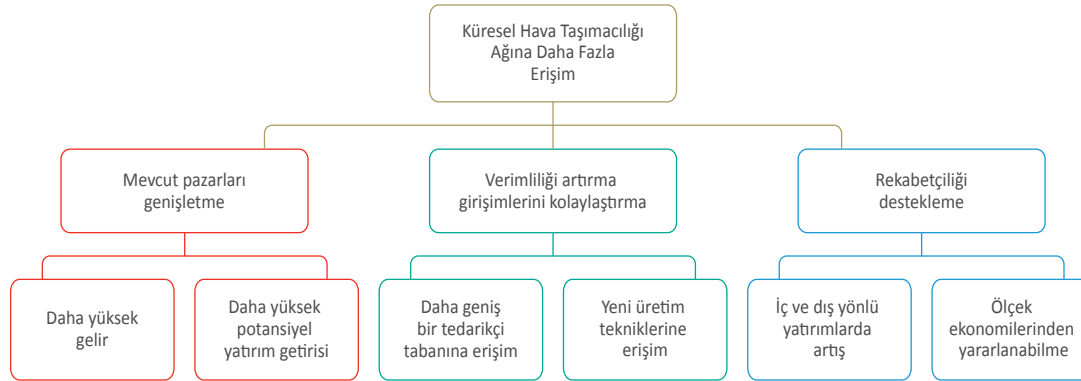 Küresel Hava Taşımacılığı
Ağına Daha Fazla
Erişim
Mevcut pazarları
genişletme
Verimliliği artırma
girişimlerini kolaylaştırma
Rekabetçiliği
destekleme
Daha yüksek
gelir
Daha yüksek
potansiyel
yatırım getirisi
Daha geniş
bir tedarikçi
tabanına erişim
Yeni üretim
tekniklerine
erişim
İç ve dış yönlü
yatırımlarda
artış
Ölçek
ekonomilerinden
yararlanabilme